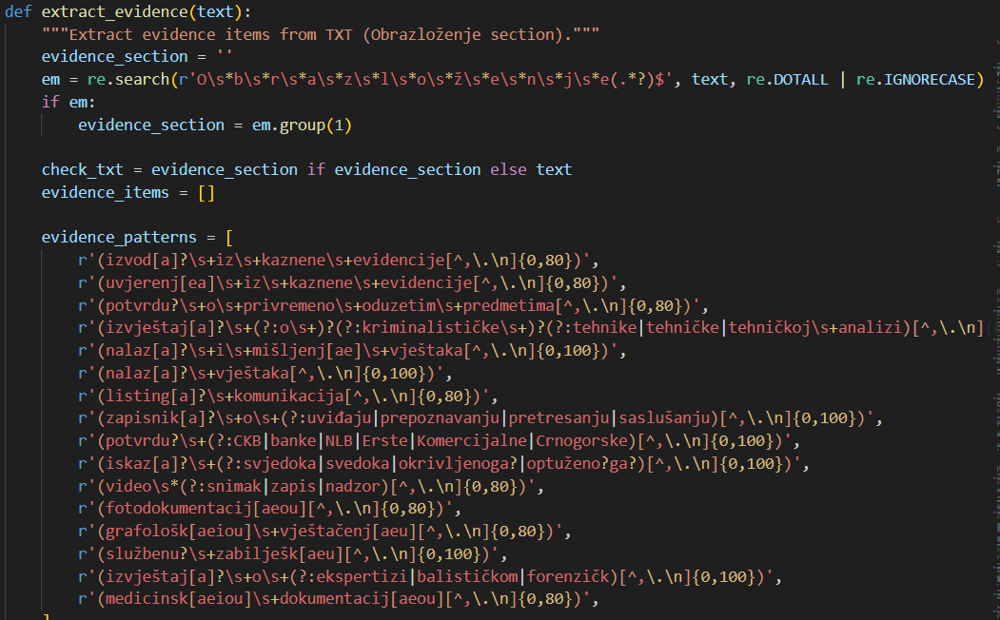 def extract_evidence(text):
    """Extract evidence items from TXT (Obrazloženje section)."""
    evidence_section = ''
    em = re.search(r'O\s*b\s*r\s*a\s*z\s*l\s*o\s*ž\s*e\s*n\s*j\s*e(.*?)$', text, re.DOTALL | re.IGNORECASE)
    if em:
        evidence_section = em.group(1)

    check_txt = evidence_section if evidence_section else text
    evidence_items = []

    evidence_patterns = [
        r'(izvod[a]?\s+iz\s+kaznene\s+evidencije[^,\.\n]{0,80})',
        r'(uvjerenj[ea]\s+iz\s+kaznene\s+evidencije[^,\.\n]{0,80})',
        r'(potvrdu?\s+o\s+privremeno\s+oduzetim\s+predmetima[^,\.\n]{0,80})',
        r'(izvještaj[a]?\s+(?:o\s+)?(?:kriminalističke\s+)?(?:tehnike|tehničke|tehničkoj\s+analizi)[^,\.\n]{
        r'(nalaz[a]?\s+i\s+mišljenj[ae]\s+vještaka[^,\.\n]{0,100})',
        r'(nalaz[a]?\s+vještaka[^,\.\n]{0,100})',
        r'(listing[a]?\s+komunikacija[^,\.\n]{0,80})',
        r'(zapisnik[a]?\s+o\s+(?:uviđaju|prepoznavanju|pretresanju|saslušanju)[^,\.\n]{0,100})',
        r'(potvrdu?\s+(?:CKB|banke|NLB|Erste|Komercijalne|Crnogorske)[^,\.\n]{0,100})',
        r'(iskaz[a]?\s+(?:svjedoka|svedoka|okrivljenoga?|optuženo?ga?)[^,\.\n]{0,100})',
        r'(video\s*(?:snimak|zapis|nadzor)[^,\.\n]{0,80})',
        r'(fotodokumentacij[aeou][^,\.\n]{0,80})',
        r'(grafološk[aeiou]\s+vještačenj[aeu][^,\.\n]{0,80})',
        r'(službenu?\s+zabilješk[aeu][^,\.\n]{0,100})',
        r'(izvještaj[a]?\s+o\s+(?:ekspertizi|balističkom|forenzičk)[^,\.\n]{0,100})',
        r'(medicinsk[aeiou]\s+dokumentacij[aeou][^,\.\n]{0,80})',
    ]